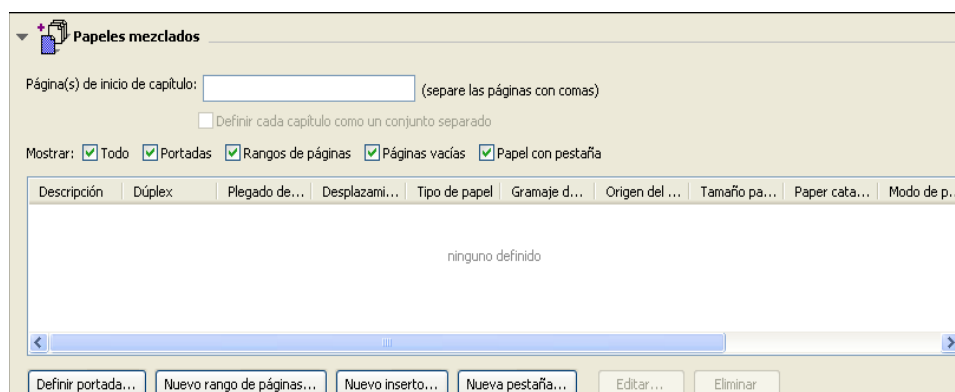 Papeles mezclados
Página(s) de inicio de capítulo: (separe las páginas con comas)
Definir cada capítulo como un conjunto separado
Mostrar: Todo Portadas Rangos de páginas Páginas vacías Papel con pestaña
Descripción Dúplex Plegado de... Desplazami... Tipo de papel Gramaje d... Origen del ... Tamaño pa... Paper cata... Modo de p..
ninguno definido
Definir portada... Nuevo rango de páginas... Nuevo inserto... Nueva pestaña... Editar... Eliminar